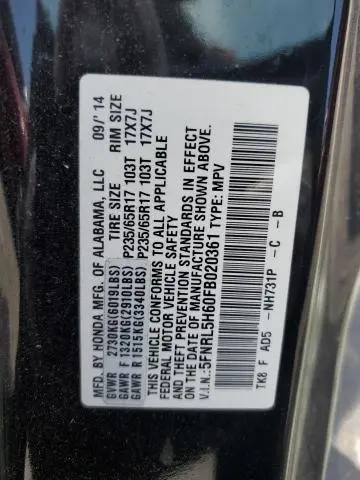 MFD. BY HONDA MFG. OF ALABAMA, LLC 09/'14
GVWR 2730KG(6019LBS) TIRE SIZE RIM SIZE
GAWR F 1320KG(2910LBS) P235/65R17 103T 17X7J
GAWR R 1515KG(3340LBS) P235/65R17 103T 17X7J
THIS VEHICLE CONFORMS TO ALL APPLICABLE
FEDERAL MOTOR VEHICLE SAFETY
AND THEFT PREVENTION STANDARDS IN EFFECT
ON THE DATE OF MANUFACTURE SHOWN ABOVE.
V.I.N.:5FNRL5H60FB020361 TYPE: MPV
TK8 F AD5 -NH731P -C -B